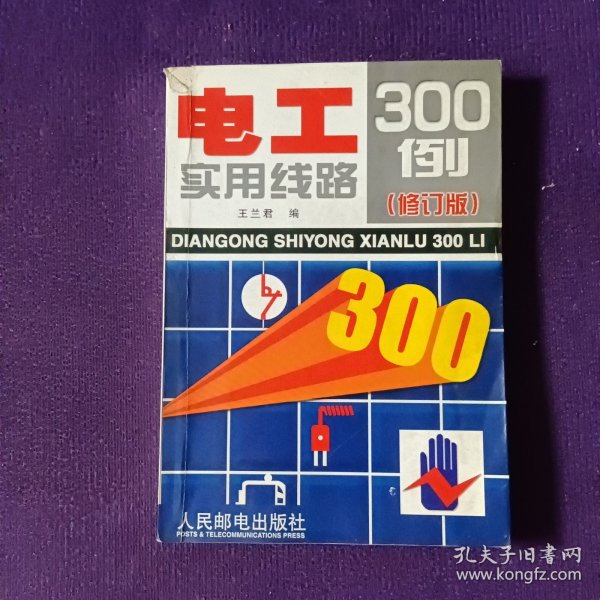 电工
300
例
实用线路
(修订版)
王兰君 编
DIANGONG SHIYONG XIANLU 300 LI
300
人民邮电出版社
POSTS & TELECOMMUNICATIONS PRESS
孔夫子旧书网
www.kongfz.com